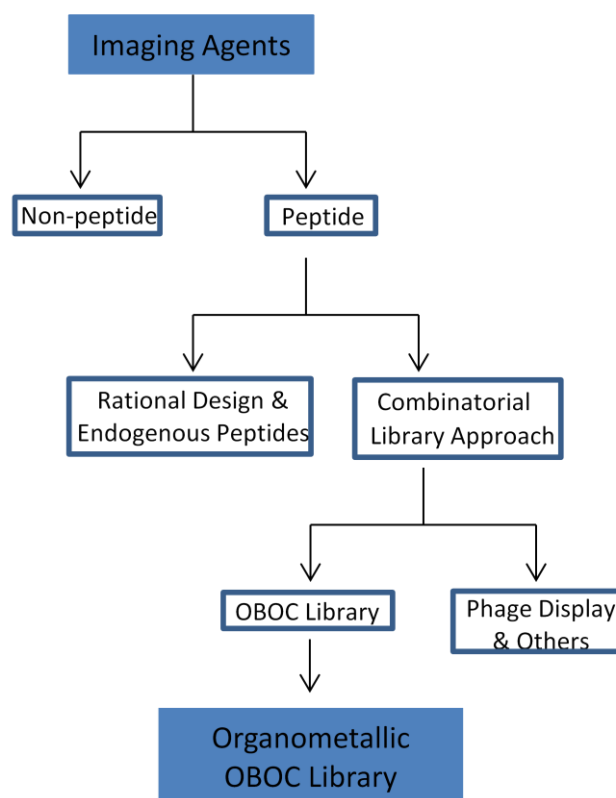 Imaging Agents
Non-peptide
Peptide
Rational Design &
Endogenous Peptides
Combinatorial
Library Approach
OBOC Library
Phage Display
& Others
Organometallic
OBOC Library